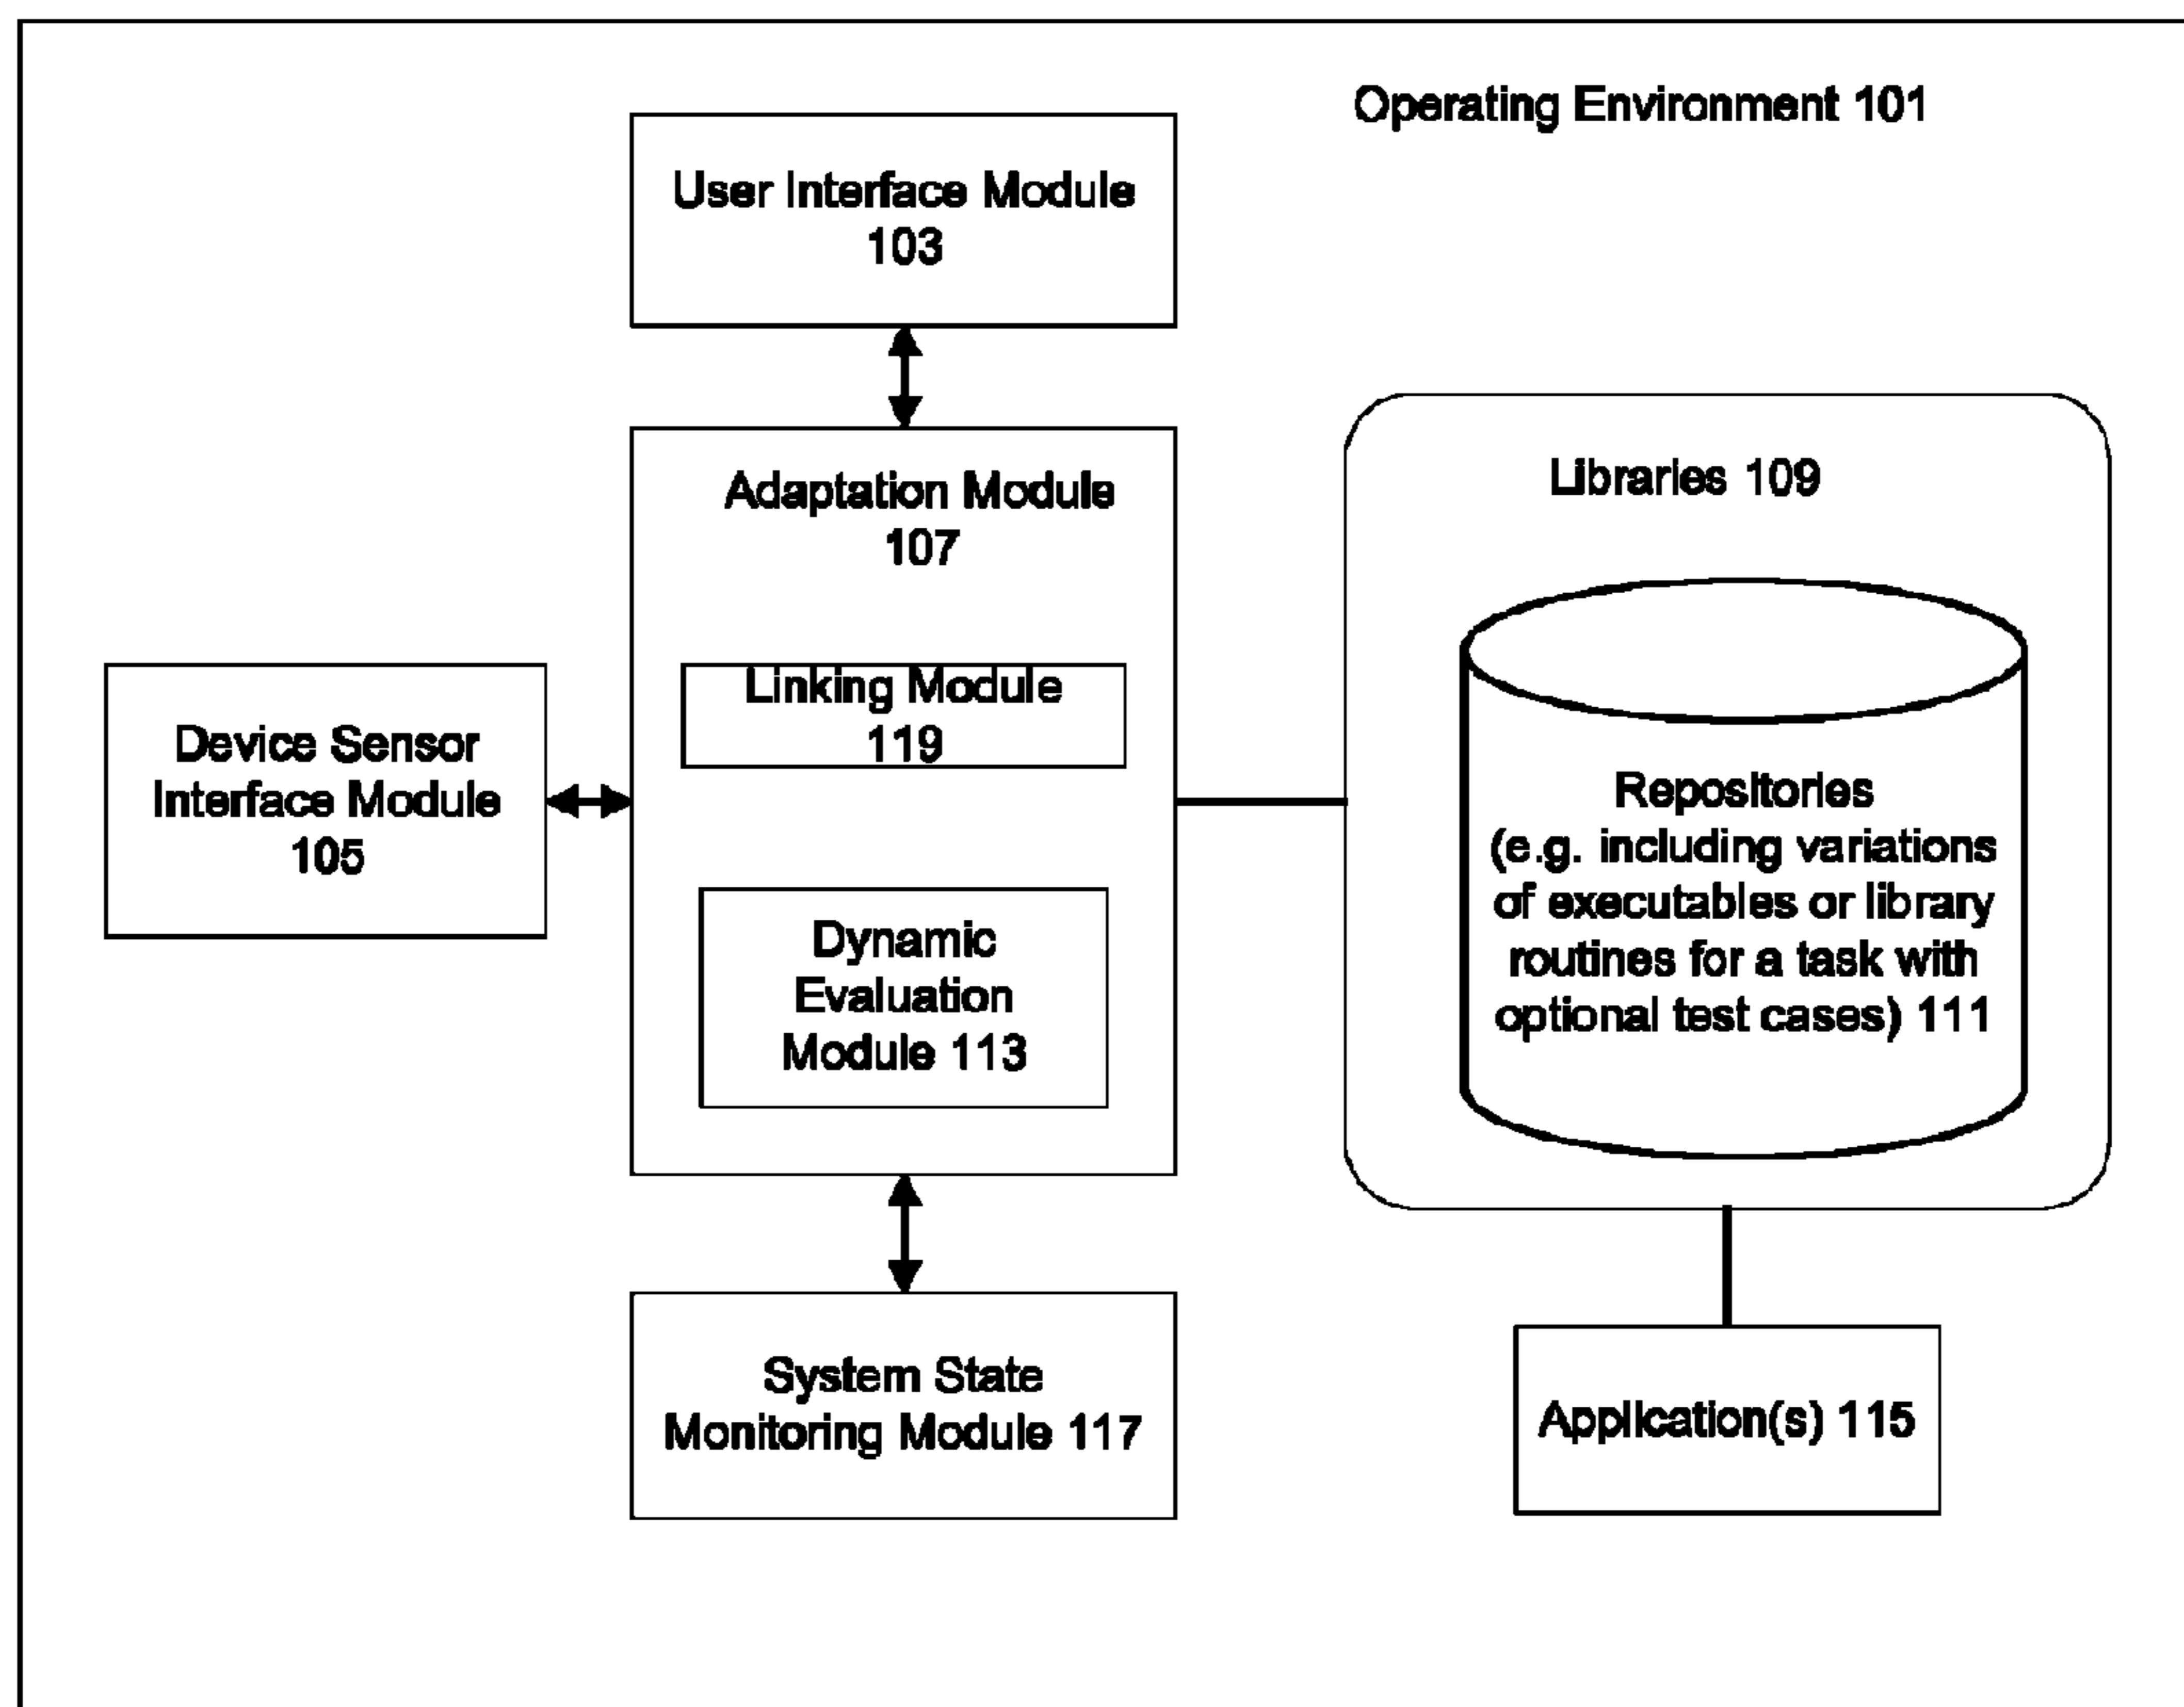 Operating Environment 101
User Interface Module
103
Adaptation Module
107
Linking Module
119
Dynamic
Evaluation
Module 113
Device Sensor
Interface Module
105
Libraries 109
Repositories
(e.g. including variations
of executables or library
routines for a task with
optional test cases) 111
System State
Monitoring Module 117
Application(s) 115